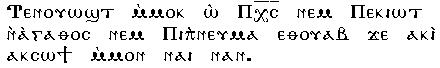 Ⲧⲉⲛⲟⲩⲱϣⲧ ⲙ̀ⲙⲟⲕ ⲱ̀ Ⲡⲭ̅ⲥ̅ ⲛⲉⲙ Ⲡⲉⲕⲓⲱⲧ
ⲛ̀ⲁ̀ⲅⲁⲑⲟⲥ ⲛⲉⲙ Ⲡⲓⲡ̀ⲛⲉⲩⲙⲁ ⲉⲑⲟⲩⲁⲃ ϫⲉ ⲁⲕⲓ̀
ⲁⲕⲥⲱϯ ⲙ̀ⲙⲟⲛ ⲛⲁⲓ ⲛⲁⲛ.